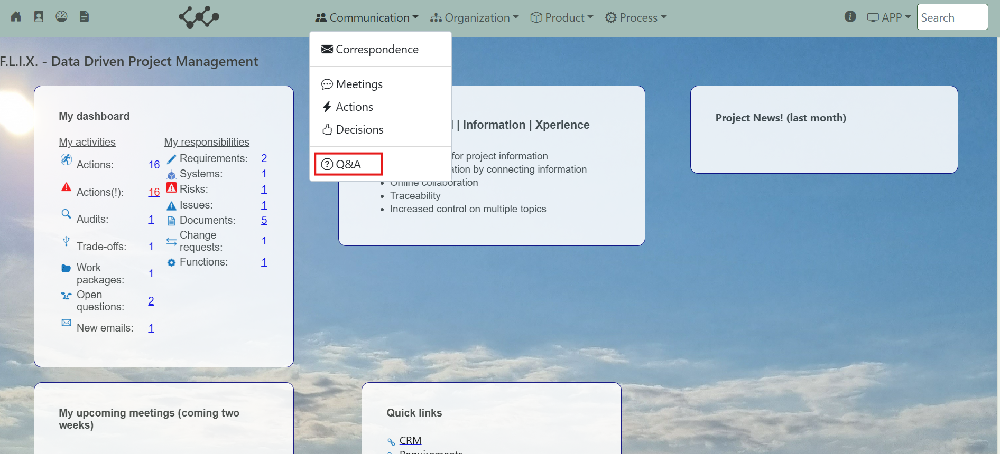 Communication
Organization
Product
Process
APP
Search
Correspondence
Meetings
Actions
Decisions
Q&A
F.L.I.X. - Data Driven Project Management
My dashboard
My activities
Actions: 16
Actions(!): 16
Audits: 1
Trade-offs: 1
Work
packages: 1
Open
questions: 2
New emails: 1
My responsibilities
Requirements: 2
Systems: 1
Risks: 1
Issues: 1
Documents: 5
Change
requests: 1
Functions: 1
| Information | Xperience
for project information
by connecting information
Online collaboration
Traceability
Increased control on multiple topics
Project News! (last month)
My upcoming meetings (coming two
weeks)
Quick links
CRM
Requirements